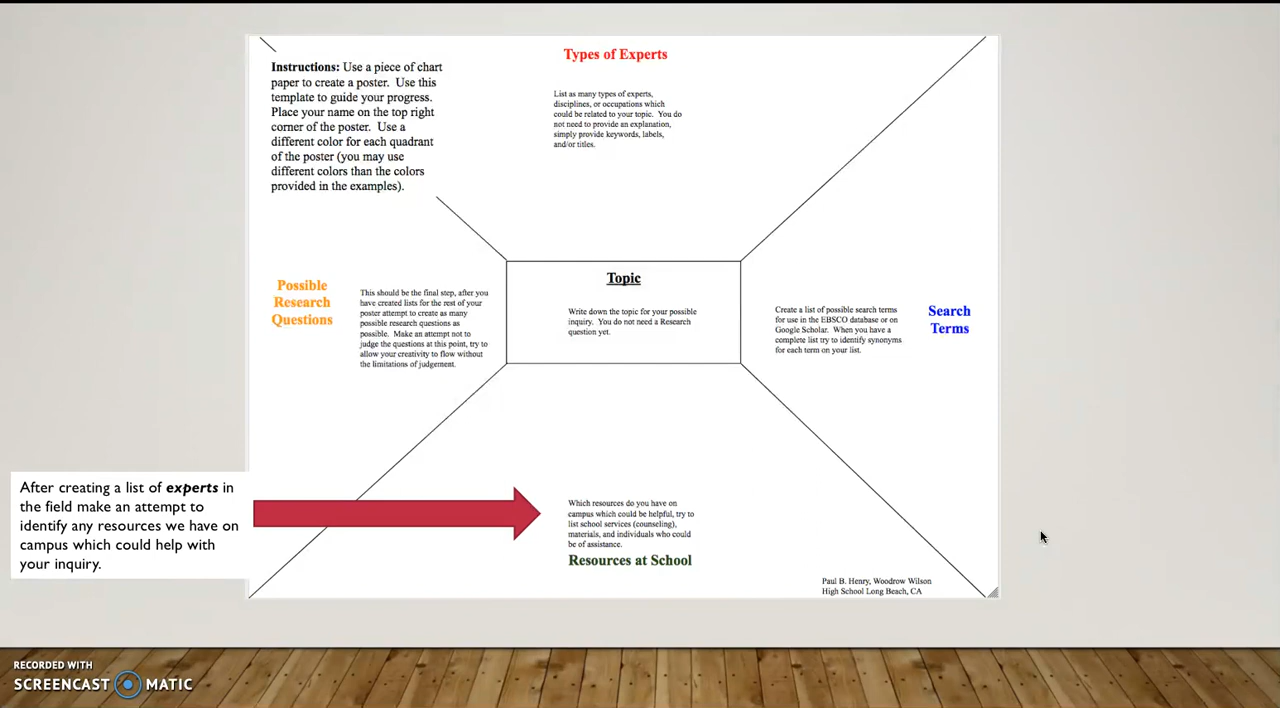 Types of Experts
Instructions: Use a piece of chart
paper to create a poster. Use this
template to guide your progress.
Place your name on the top right
corner of the poster. Use a
different color for each quadrant
of the poster (you may use
different colors than the colors
provided in the examples).
List as many types of experts,
disciplines, or occupations which
could be related to your topic. You do
not need to provide an explanation,
simply provide keywords, labels,
and/or titles.
Possible
Research
Questions
This should be the final step, after you
have created lists for the rest of your
poster attempt to create as many
possible research questions as
possible. Make an attempt not to
judge the questions at this point, try to
allow your creativity to flow without
the limitations of judgement.
Topic
Write down the topic for your possible
inquiry. You do not need a Research
question yet.
Create a list of possible search terms
for use in the EBSCO database or on
Google Scholar. When you have a
complete list try to identify synonyms
for each term on your list.
Search
Terms
After creating a list of experts in
the field make an attempt to
identify any resources we have on
campus which could help with
your inquiry.
Which resources do you have on
campus which could be helpful, try to
list school services (counseling),
materials, and individuals who could
be of assistance.
Resources at School
Paul B. Henry, Woodrow Wilson
High School Long Beach, CA
RECORDED WITH
SCREENCAST MATIC